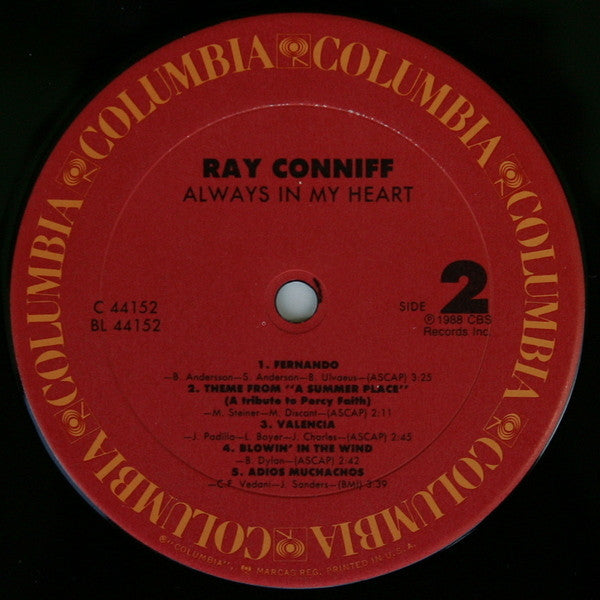 COLUMBIA COLUMBIA COLUMBIA COLUMBIA COLUMBIA COLUMBIA
RAY CONNIFF
ALWAYS IN MY HEART
C 44152
BL 44152
SIDE 2
℗ 1988 CBS
Records Inc.
1. FERNANDO
—B. Andersson—S. Anderson—B. Ulvaeus—(ASCAP) 3:25
2. THEME FROM "A SUMMER PLACE"
(A tribute to Percy Faith)
—M. Steiner—M. Discant—(ASCAP) 2:11
3. VALENCIA
—J. Padilla—L. Boyer—J. Charles—(ASCAP) 2:45
4. BLOWIN' IN THE WIND
—B. Dylan—(ASCAP) 2:42
5. ADIOS MUCHACHOS
—C.F. Vedani—J. Sanders—(BMI) 3:39
"COLUMBIA", MARCAS REG. PRINTED IN U.S.A.